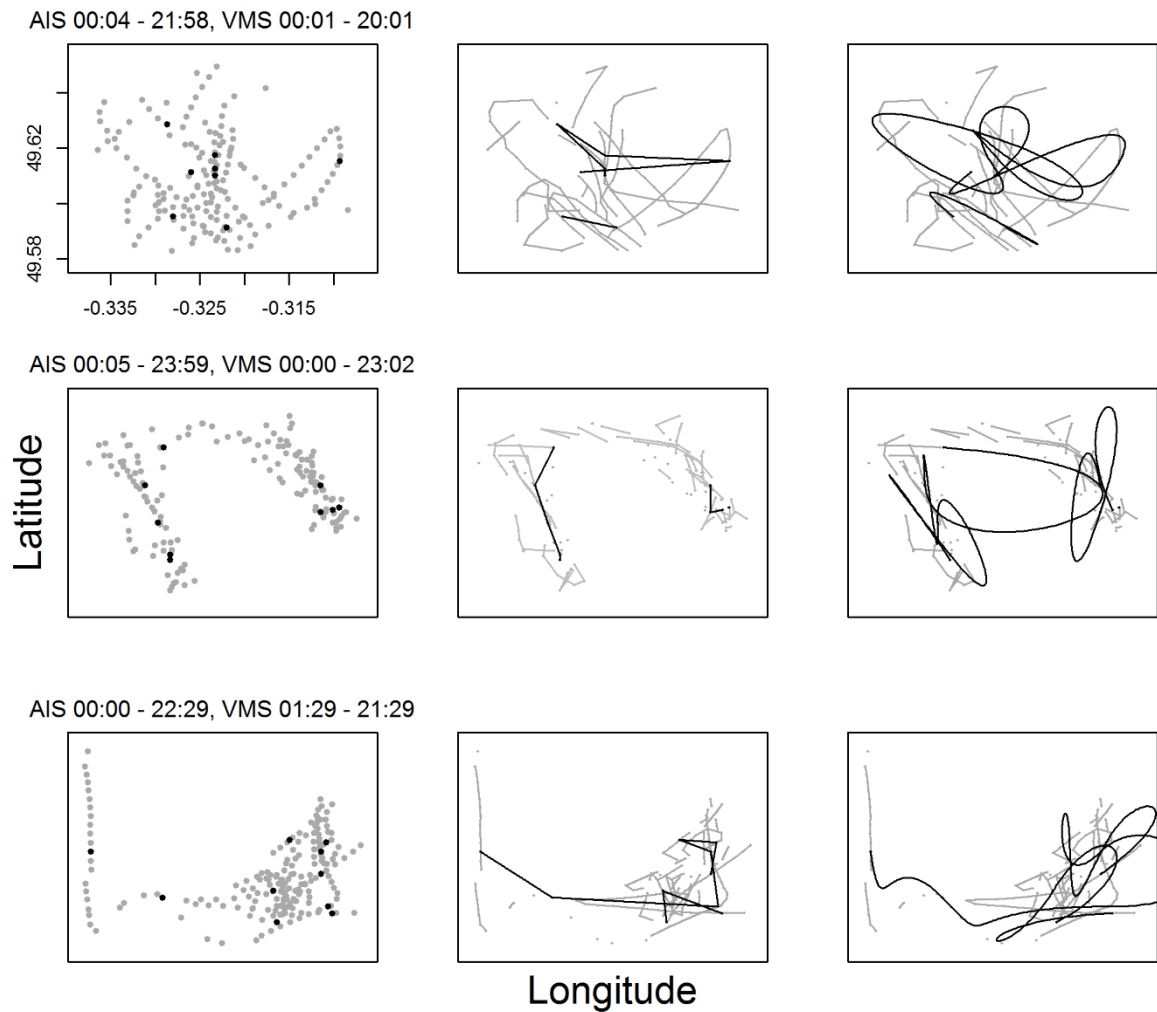 AIS 00:04 - 21:58, VMS 00:01 - 20:01
49.62
49.58
-0.335
-0.325
-0.315
AIS 00:05 - 23:59, VMS 00:00 - 23:02
Latitude
AIS 00:00 - 22:29, VMS 01:29 - 21:29
Longitude